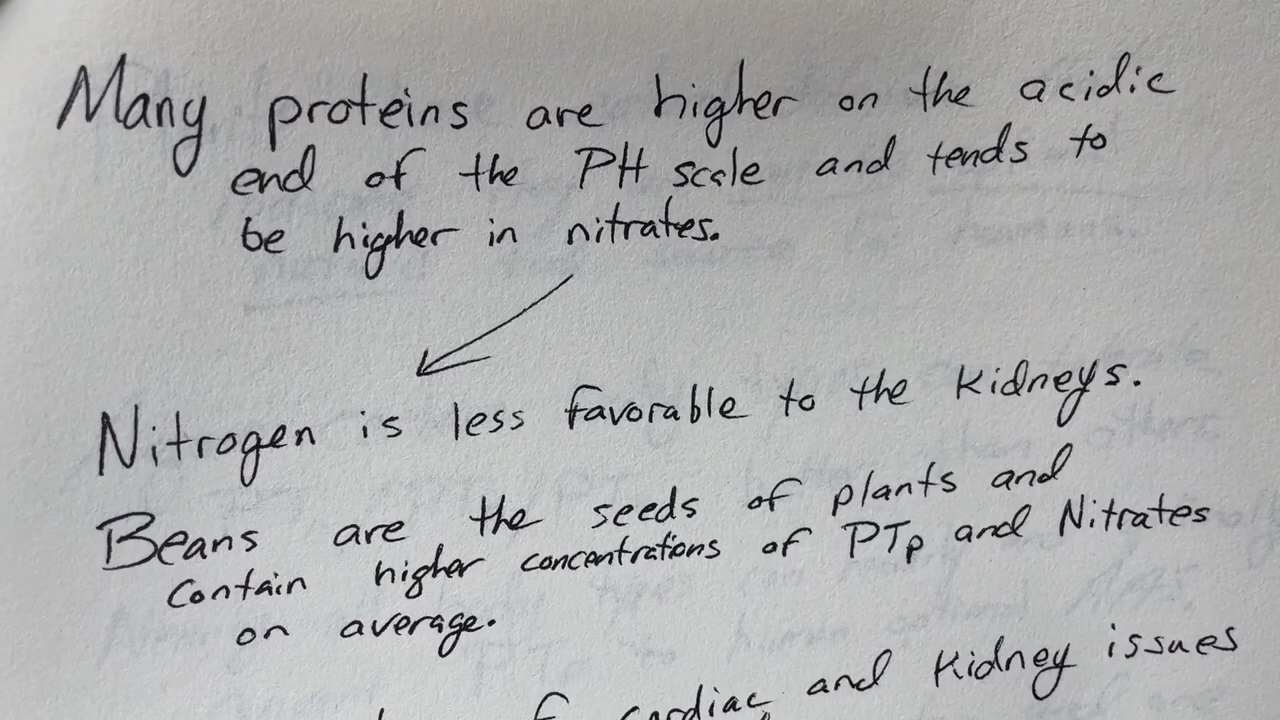 Many proteins are higher on the acidic
end of the PH scale and tends to
be higher in nitrates.
Nitrogen is less favorable to the kidneys.
Beans are the seeds of plants and
contain higher concentrations of PTp and Nitrates
on average.
of cardiac and kidney issues